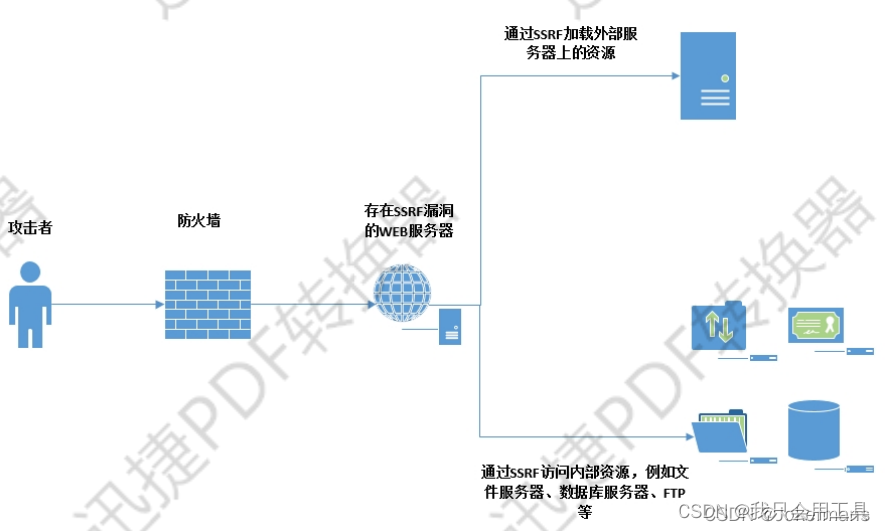 通过SSRF加载外部服
务器上的资源
攻击者
防火墙
存在SSRF漏洞
的WEB服务器
通过SSRF访问内部资源，例如文
件服务器、数据库服务器、FTP
等
迅捷PDF转换器
迅捷PDF转换器
CSDN @我只会用工具